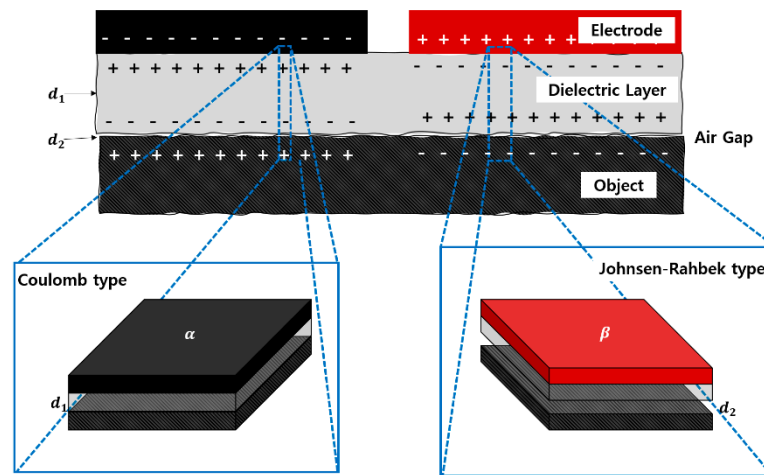 Electrode
d₁
Dielectric Layer
d₂
Air Gap
Object
Coulomb type
Johnsen-Rahbek type
α
β
d₁
d₂